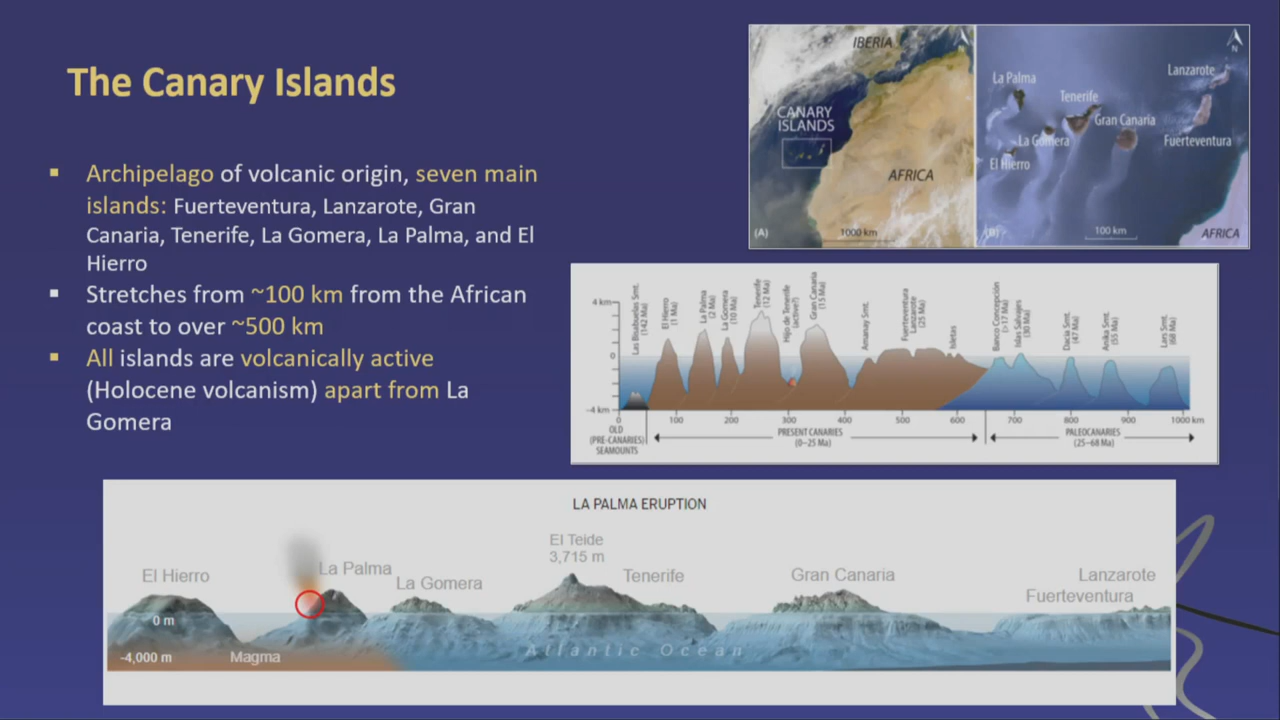 The Canary Islands
Archipelago of volcanic origin, seven main
islands: Fuerteventura, Lanzarote, Gran
Canaria, Tenerife, La Gomera, La Palma, and El
Hierro
Stretches from ~100 km from the African
coast to over ~500 km
All islands are volcanically active
(Holocene volcanism) apart from La
Gomera
IBERIA
CANARY
ISLANDS
AFRICA
(A)
1000 km
N
La Palma
Lanzarote
Tenerife
Gran Canaria
La Gomera
Fuerteventura
El Hierro
(B)
100 km
AFRICA
4 km
0
-4 km
Las Bisabuelas Smt.
(142 Ma)
El Hierro
(1 Ma)
La Palma
(2 Ma)
La Gomera
(10 Ma)
Tenerife
(12 Ma)
Hijo de Tenerife
(active?)
Gran Canaria
(15 Ma)
Amanay Smt.
Fuerteventura
Lanzarote
(25 Ma)
Isletas
Banco Concepción
(>17 Ma)
Islas Salvajes
(30 Ma)
Dacia Smt.
(47 Ma)
Anika Smt.
(55 Ma)
Lars Smt.
(68 Ma)
0 100 200 300 400 500 600 700 800 900 1000 km
OLD
(PRE-CANARIES)
SEAMOUNTS
PRESENT CANARIES
(0–25 Ma)
PALEOCANARIES
(25–68 Ma)
LA PALMA ERUPTION
El Hierro
La Palma
La Gomera
El Teide
3,715 m
Tenerife
Gran Canaria
Lanzarote
Fuerteventura
0 m
-4,000 m
Magma
Atlantic Ocean